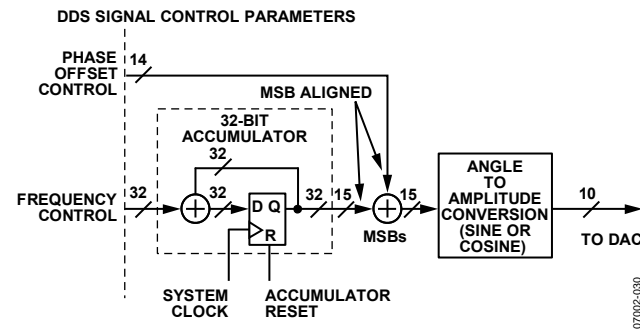 DDS SIGNAL CONTROL PARAMETERS
PHASE
OFFSET
CONTROL
14
MSB ALIGNED
32-BIT
ACCUMULATOR
32
FREQUENCY
CONTROL
32
32
D Q
R
32
15
15
MSBs
ANGLE
TO
AMPLITUDE
CONVERSION
(SINE OR
COSINE)
10
TO DAC
SYSTEM
CLOCK
ACCUMULATOR
RESET
07002-030